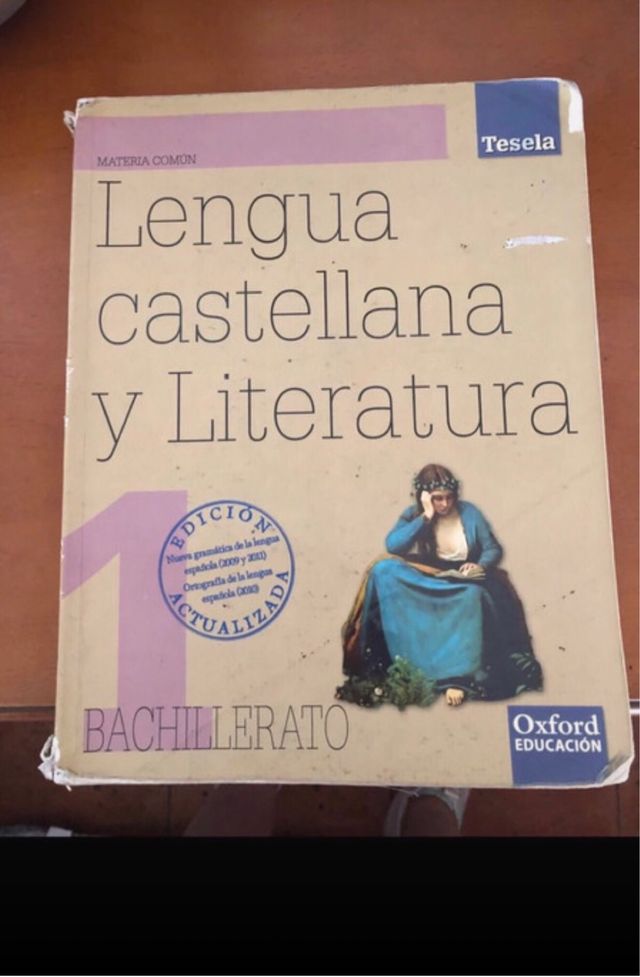 MATERIA COMÚN
Tesela
Lengua
castellana
y Literatura
1
EDICIÓN
Nueva gramática de la lengua
española (2009 y 2011)
Ortografía de la lengua
española (2010)
ACTUALIZADA
BACHILLERATO
Oxford
EDUCACIÓN